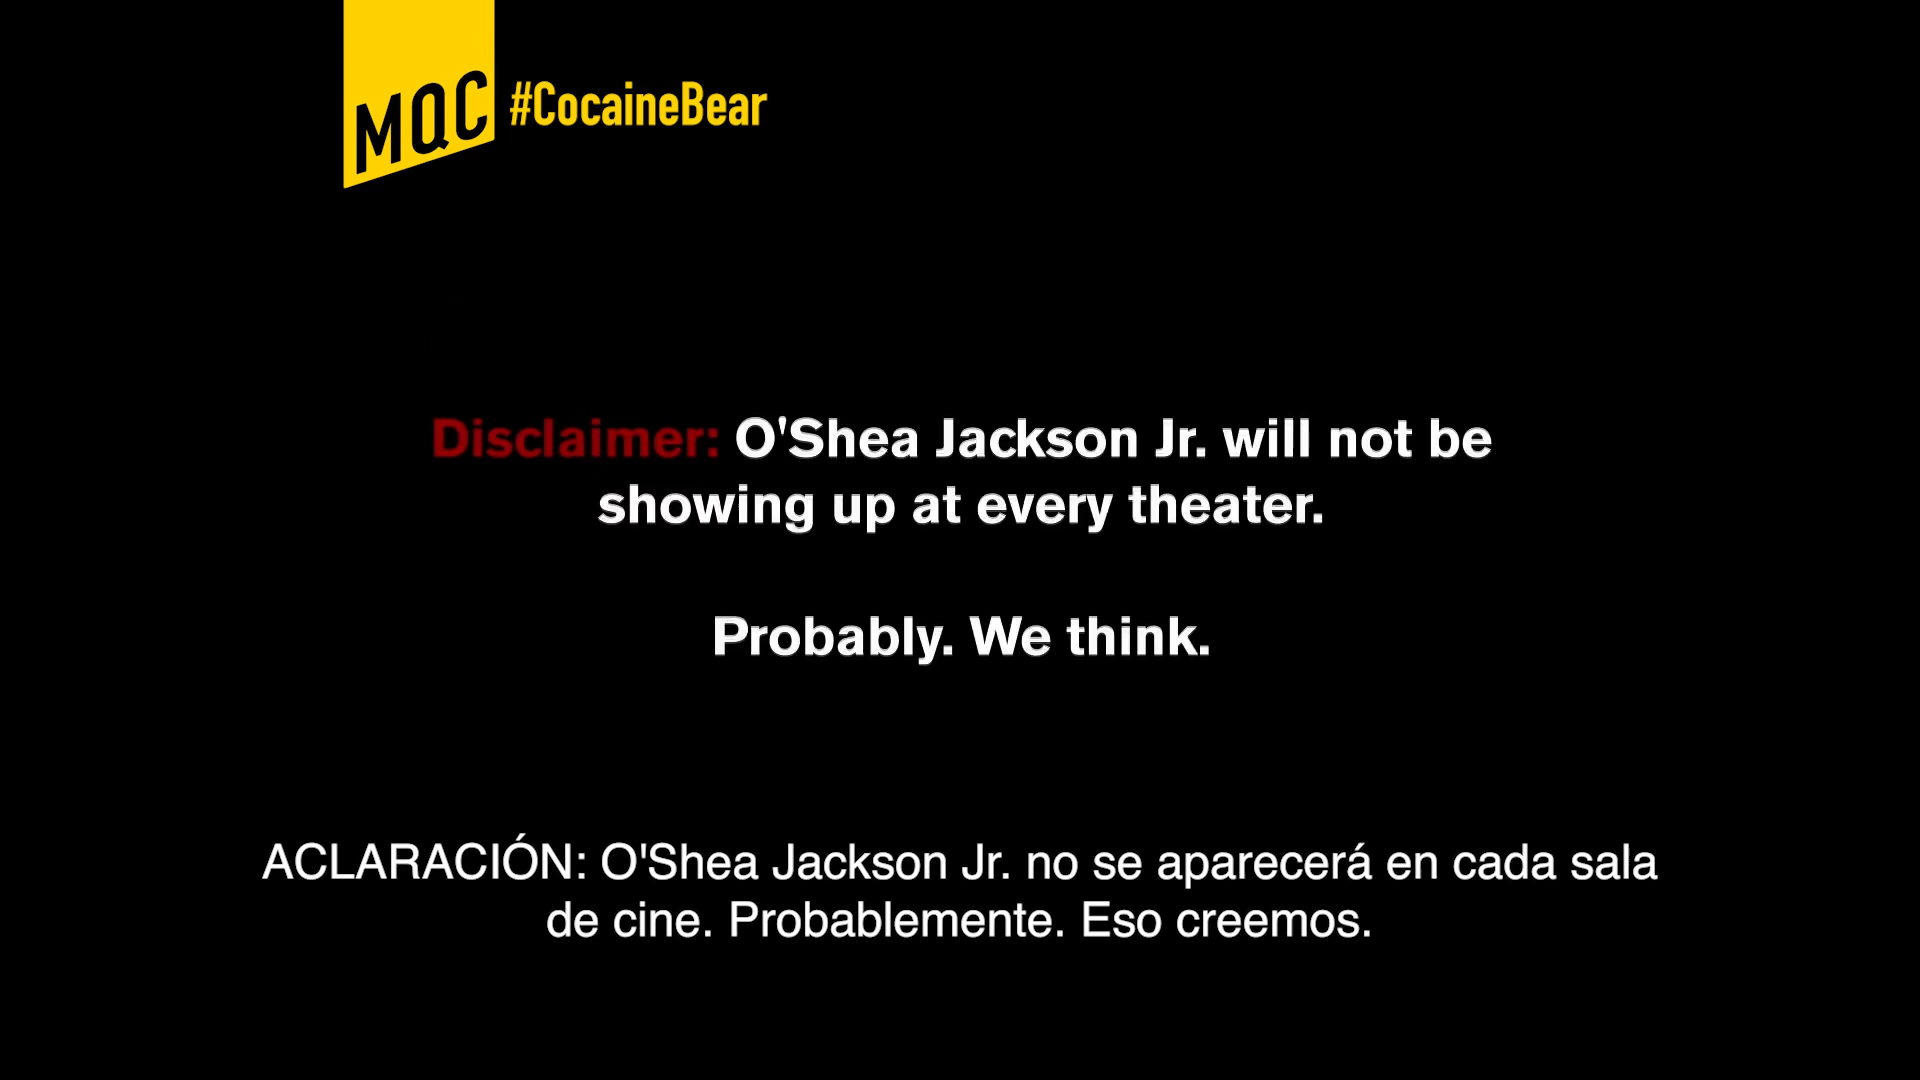 MQC
#CocaineBear
Disclaimer: O'Shea Jackson Jr. will not be
showing up at every theater.
Probably. We think.
ACLARACIÓN: O'Shea Jackson Jr. no se aparecerá en cada sala
de cine. Probablemente. Eso creemos.